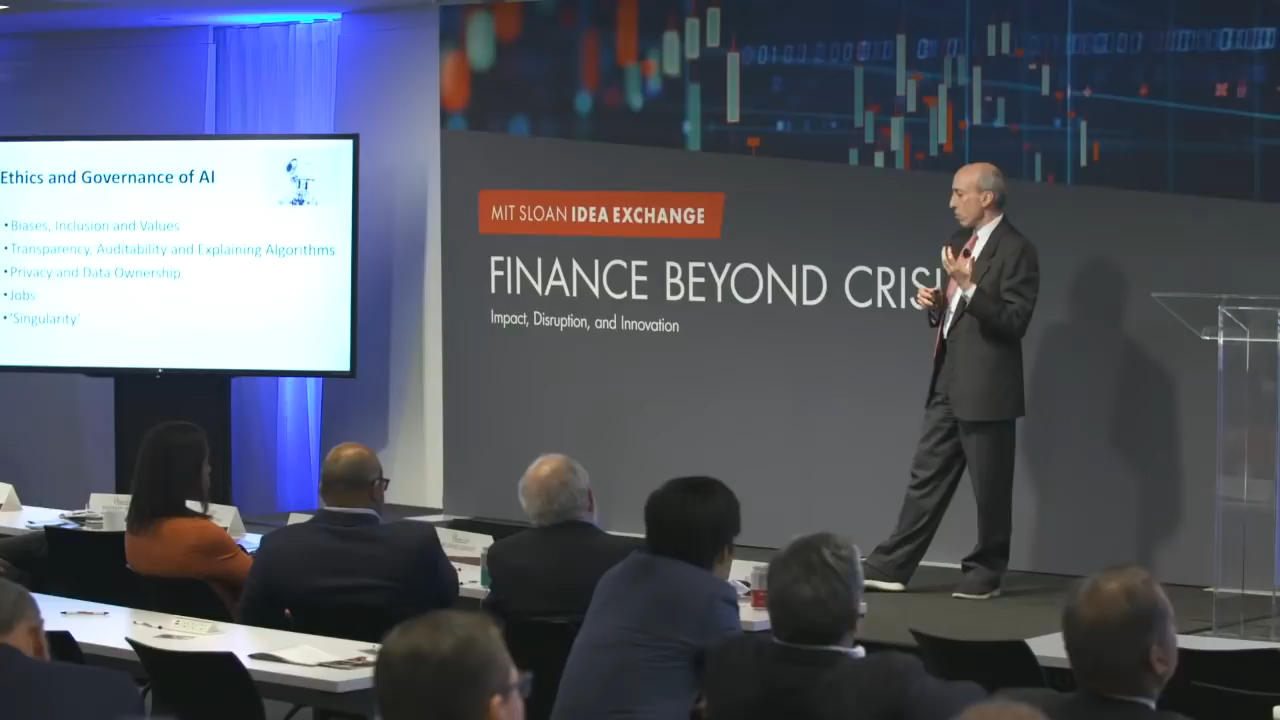 Ethics and Governance of AI
• Biases, Inclusion and Values
• Transparency, Auditability and Explaining Algorithms
• Privacy and Data Ownership
• Jobs
• 'Singularity'
MIT SLOAN IDEA EXCHANGE
FINANCE BEYOND CRIS
Impact, Disruption, and Innovation